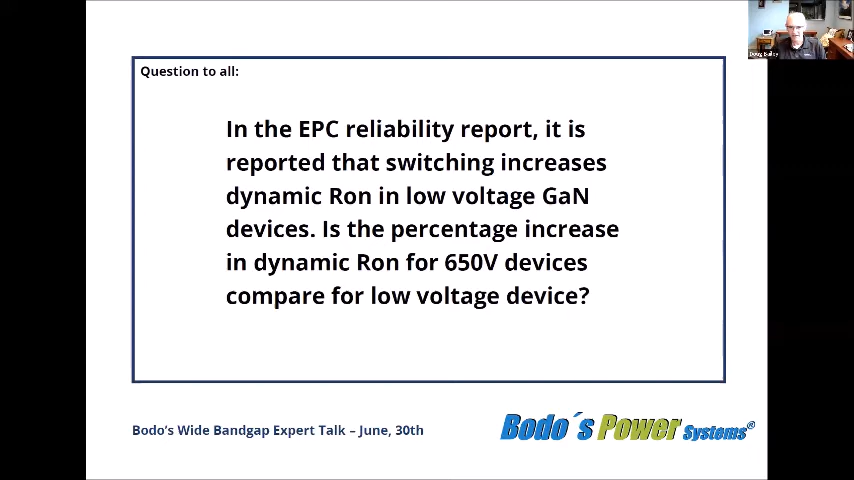 Doug Bailey
Question to all:
In the EPC reliability report, it is
reported that switching increases
dynamic Ron in low voltage GaN
devices. Is the percentage increase
in dynamic Ron for 650V devices
compare for low voltage device?
Bodo's Wide Bandgap Expert Talk – June, 30th
Bodo´s Power Systems®